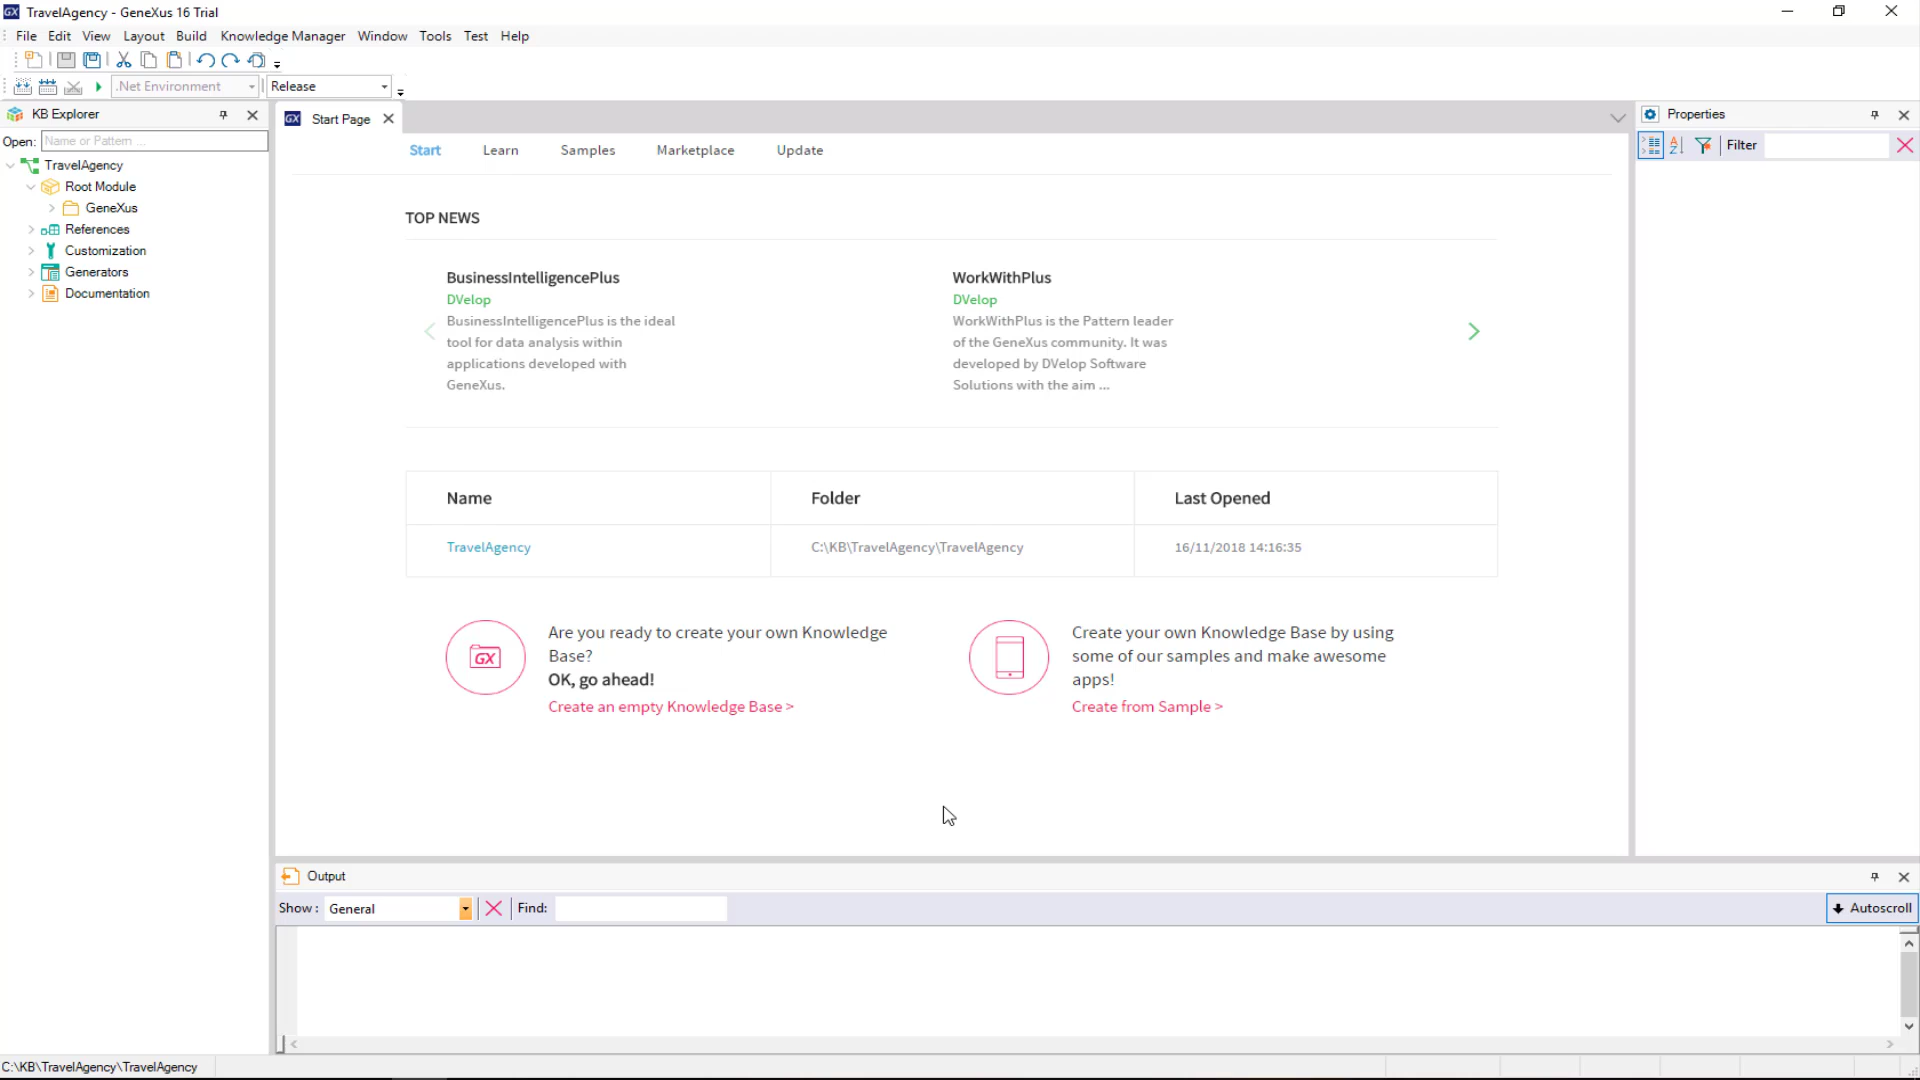 TravelAgency - GeneXus 16 Trial
File Edit View Layout Build Knowledge Manager Window Tools Test Help
.Net Environment Release
KB Explorer
Open: Name or Pattern ...
TravelAgency
Root Module
GeneXus
References
Customization
Generators
Documentation
GX Start Page
Start Learn Samples Marketplace Update
TOP NEWS
BusinessIntelligencePlus
DVelop
BusinessIntelligencePlus is the ideal
tool for data analysis within
applications developed with
GeneXus.
WorkWithPlus
DVelop
WorkWithPlus is the Pattern leader
of the GeneXus community. It was
developed by DVelop Software
Solutions with the aim ...
Name Folder Last Opened
TravelAgency C:\KB\TravelAgency\TravelAgency 16/11/2018 14:16:35
GX
Are you ready to create your own Knowledge
Base?
OK, go ahead!
Create an empty Knowledge Base >
Create your own Knowledge Base by using
some of our samples and make awesome
apps!
Create from Sample >
Properties
Filter
Output
Show : General Find: Autoscroll
C:\KB\TravelAgency\TravelAgency